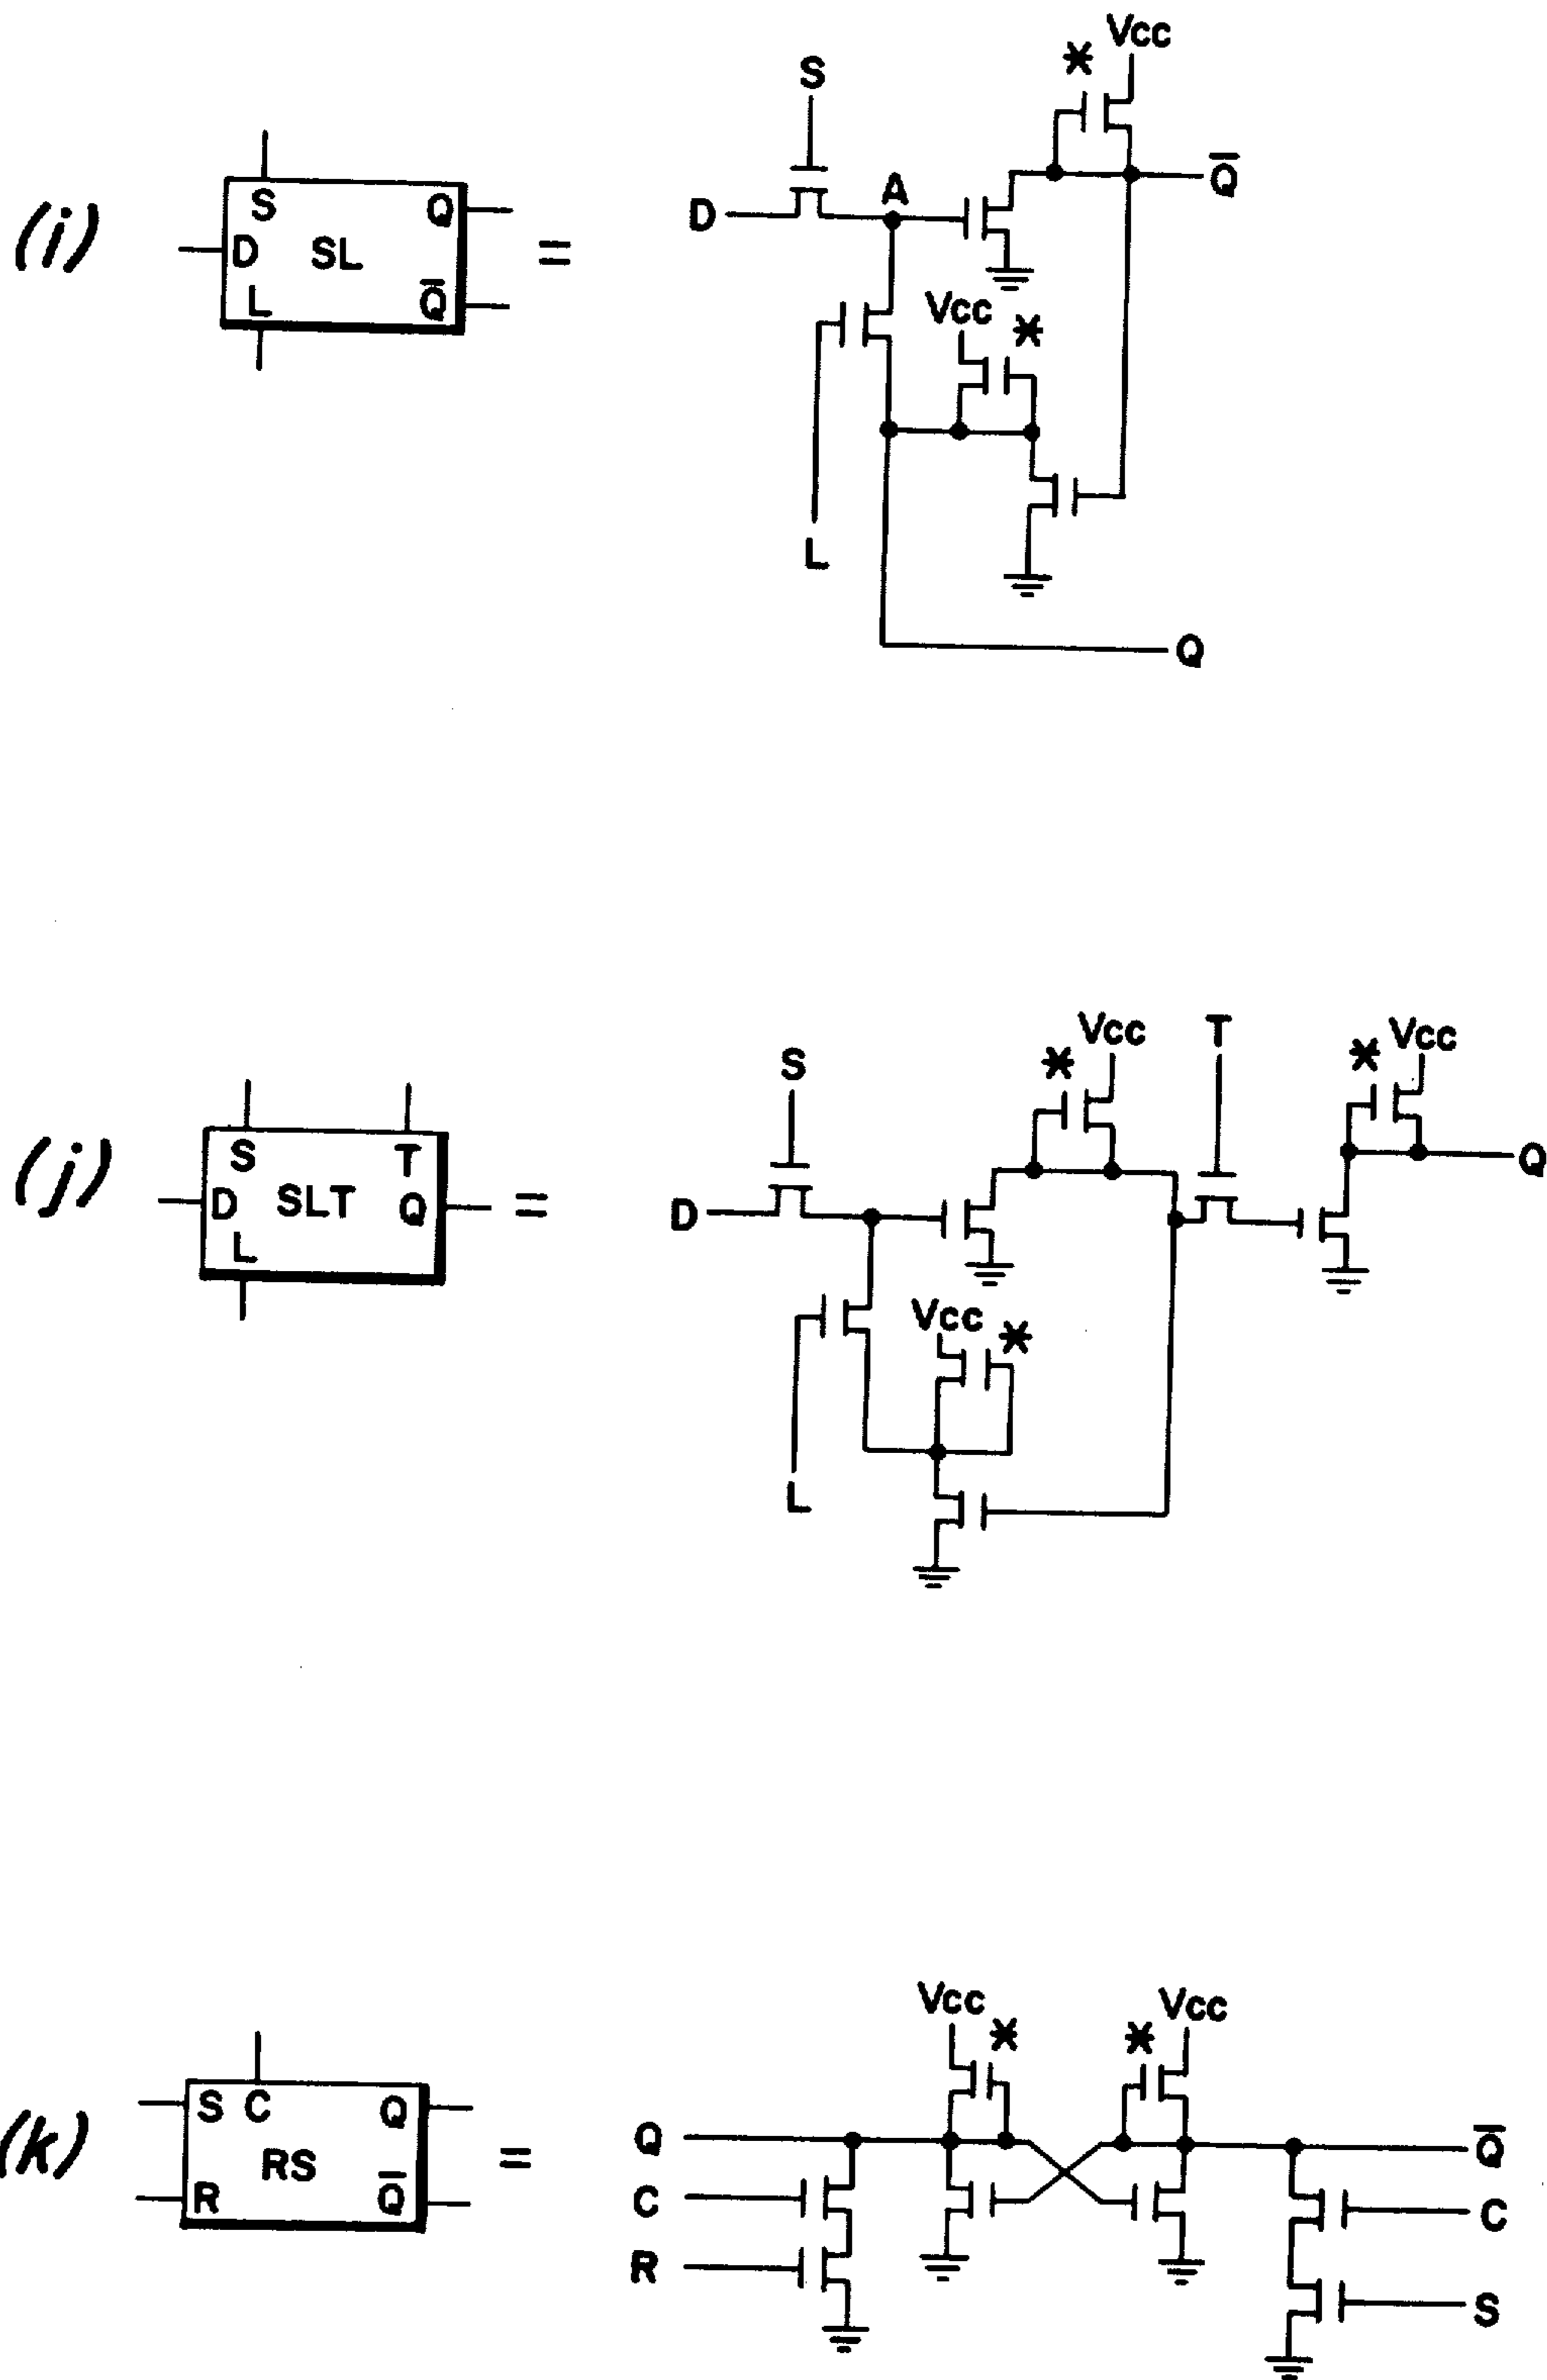 (i)
S
D
SL
L
Q
Q̅
=
S
D
A
Vcc
*
Q̅
Vcc
*
L
Q
(j)
S
T
D
SLT
Q
L
=
S
D
Vcc
*
T
Vcc
*
Q
Vcc
*
L
(k)
S
C
Q
RS
R
Q̅
=
Vcc
*
*
Vcc
Q
Q̅
C
C
R
S